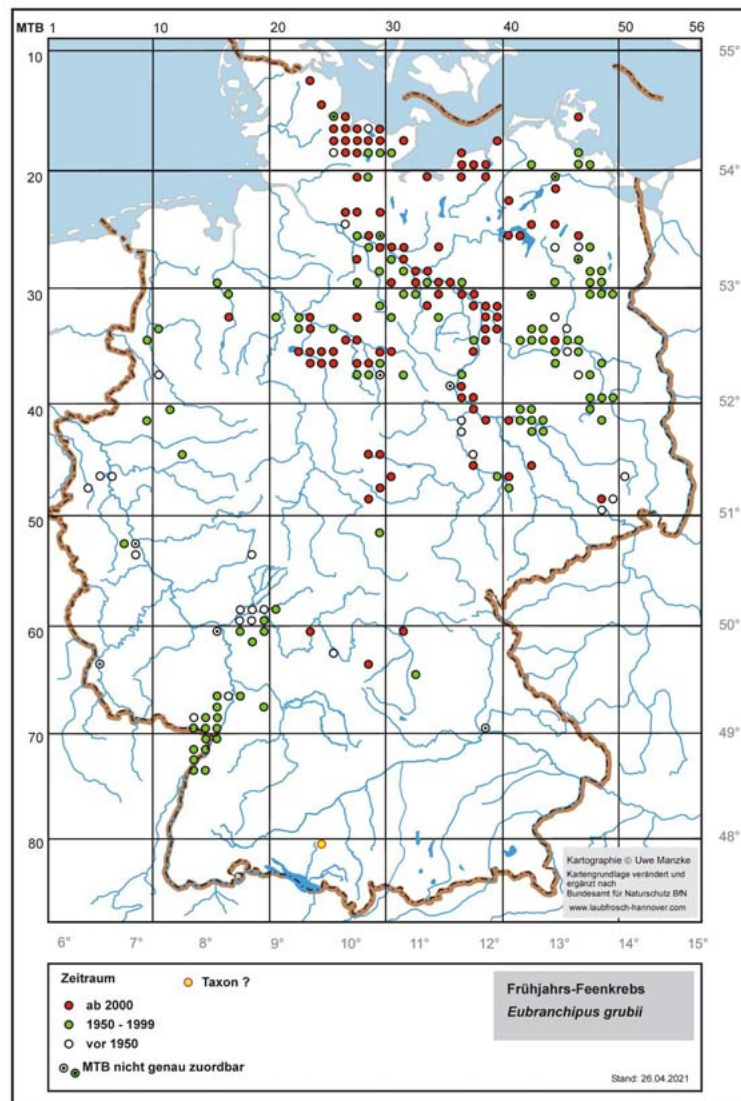 MTB 1 10 20 30 40 50 56
10 55°
54°
20
30 53°
40 52°
50 51°
60 50°
70 49°
80 48°
Kartographie © Uwe Manzke
Kartengrundlage verändert und
ergänzt nach
Bundesamt für Naturschutz BfN
www.laubfrosch-hannover.com
6° 7° 8° 9° 10° 11° 12° 13° 14° 15°
Zeitraum
Taxon ?
ab 2000
1950 - 1999
vor 1950
MTB nicht genau zuordbar
Frühjahrs-Feenkrebs
Eubranchipus grubii
Stand: 26.04.2021